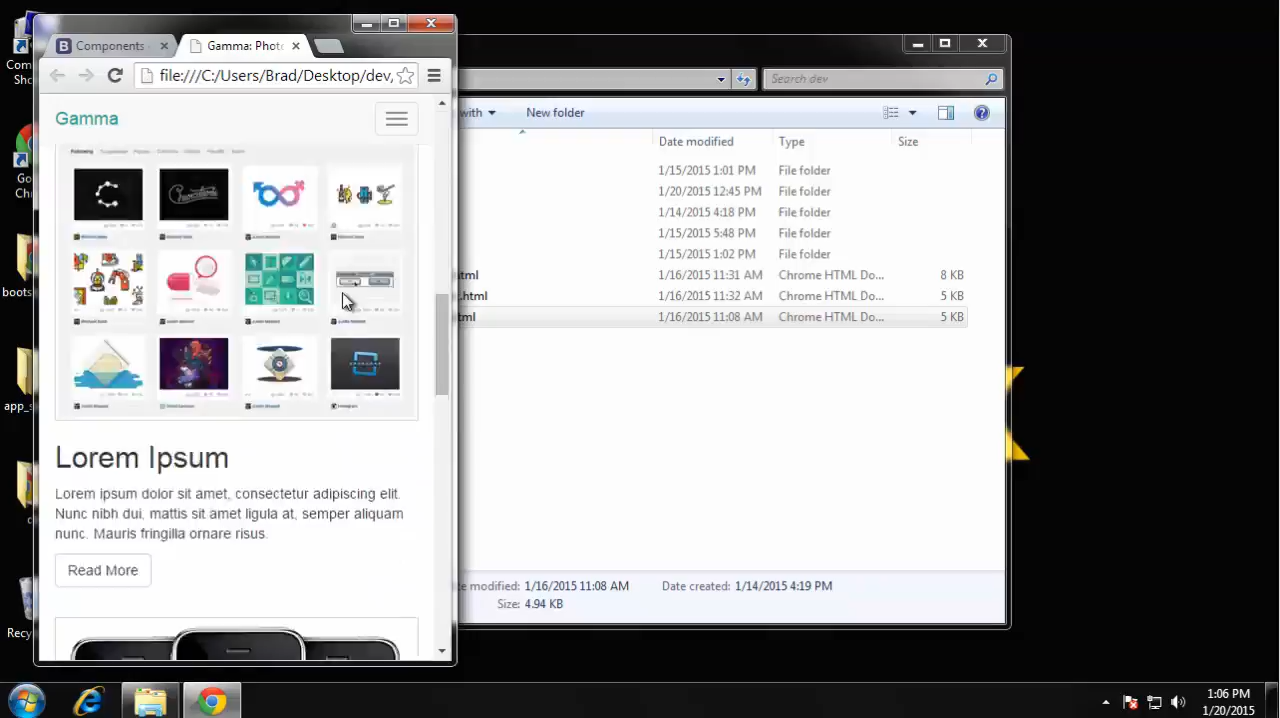 Components
Gamma: Photo
file:///C:/Users/Brad/Desktop/dev,
Gamma
Lorem Ipsum
Lorem ipsum dolor sit amet, consectetur adipiscing elit.
Nunc nibh dui, mattis sit amet ligula at, semper aliquam
nunc. Mauris fringilla ornare risus.
Read More
Search dev
with
New folder
Date modified
Type
Size
1/15/2015 1:01 PM File folder
1/20/2015 12:45 PM File folder
1/14/2015 4:18 PM File folder
1/15/2015 5:48 PM File folder
1/15/2015 1:02 PM File folder
tml 1/16/2015 11:31 AM Chrome HTML Do... 8 KB
.html 1/16/2015 11:32 AM Chrome HTML Do... 5 KB
tml 1/16/2015 11:08 AM Chrome HTML Do... 5 KB
te modified: 1/16/2015 11:08 AM Date created: 1/14/2015 4:19 PM
Size: 4.94 KB
Com
Sho
Go
Chr
boots
app_s
Recy
1:06 PM
1/20/2015